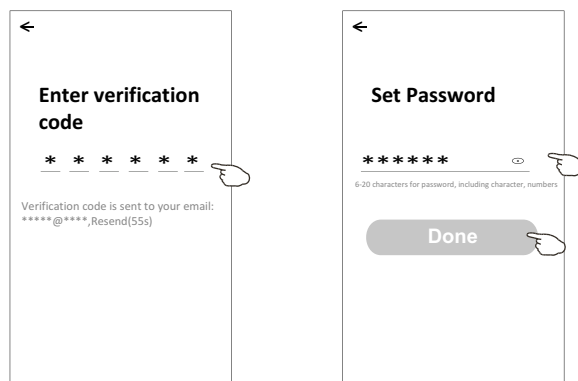 Enter verification
code
* * * * * *
Verification code is sent to your email:
*****@****,Resend(55s)
Set Password
******
6-20 characters for password, including character, numbers
Done